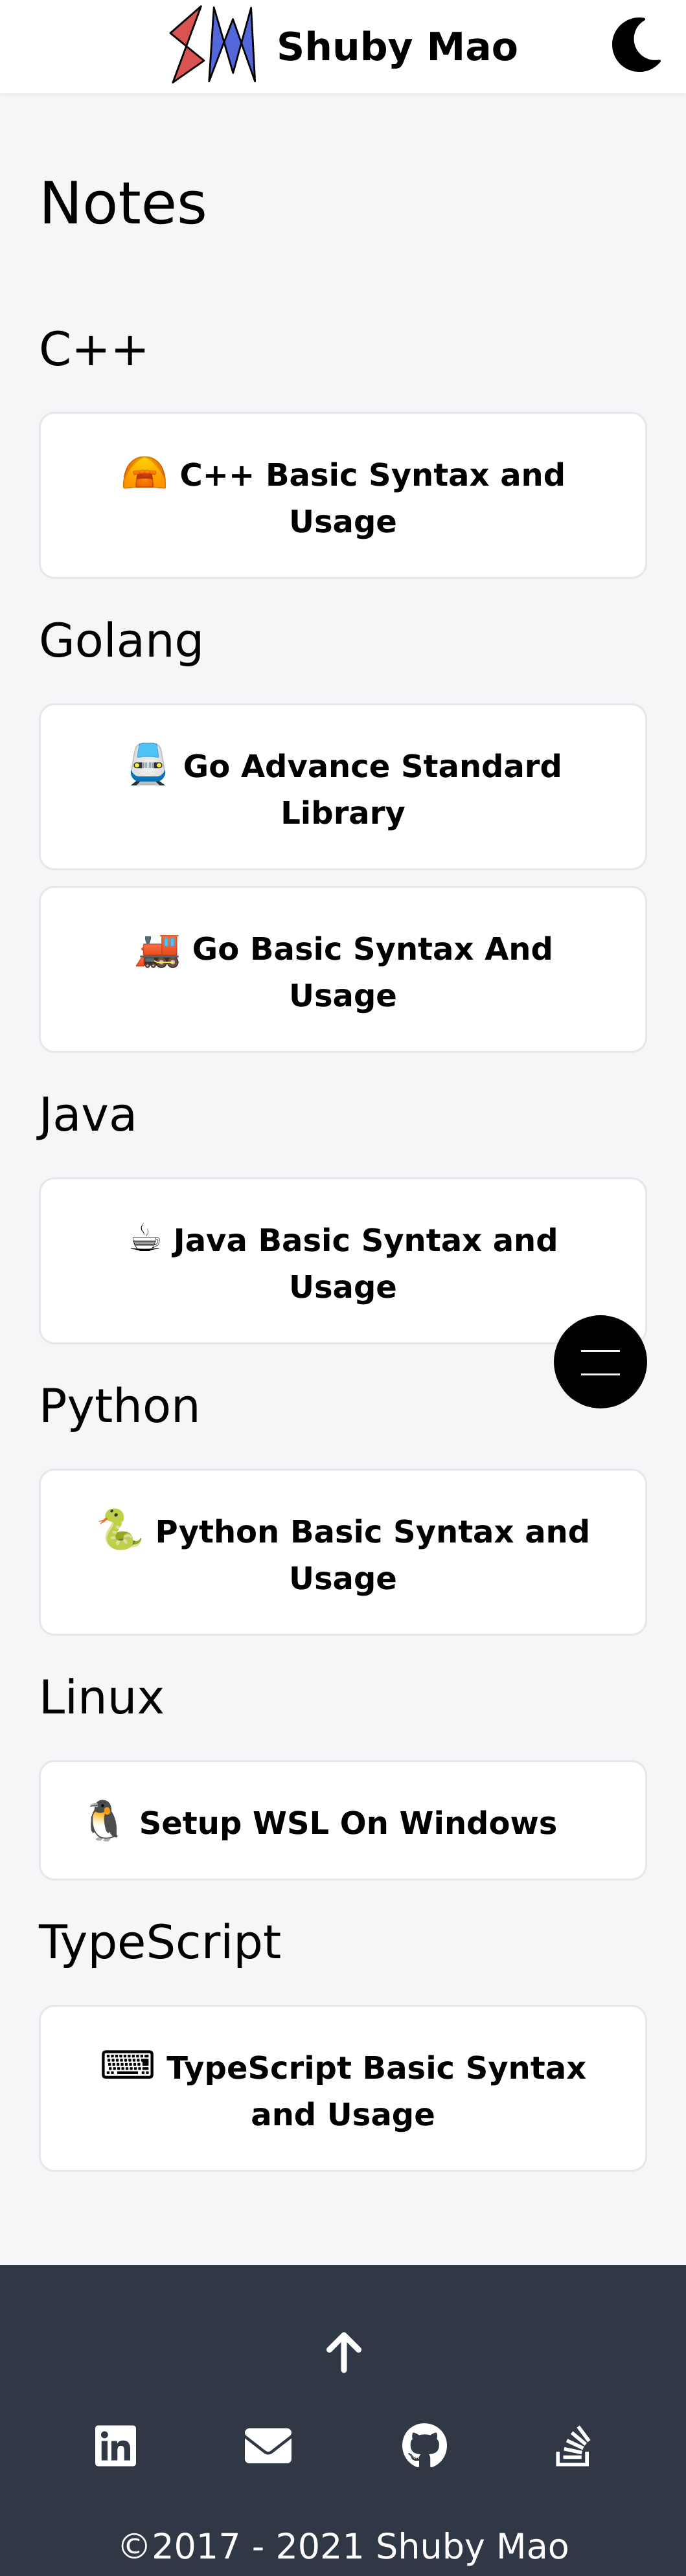 Shuby Mao
Notes
C++
C++ Basic Syntax and
Usage
Golang
Go Advance Standard
Library
Go Basic Syntax And
Usage
Java
Java Basic Syntax and
Usage
Python
Python Basic Syntax and
Usage
Linux
Setup WSL On Windows
TypeScript
TypeScript Basic Syntax
and Usage
©2017 - 2021 Shuby Mao